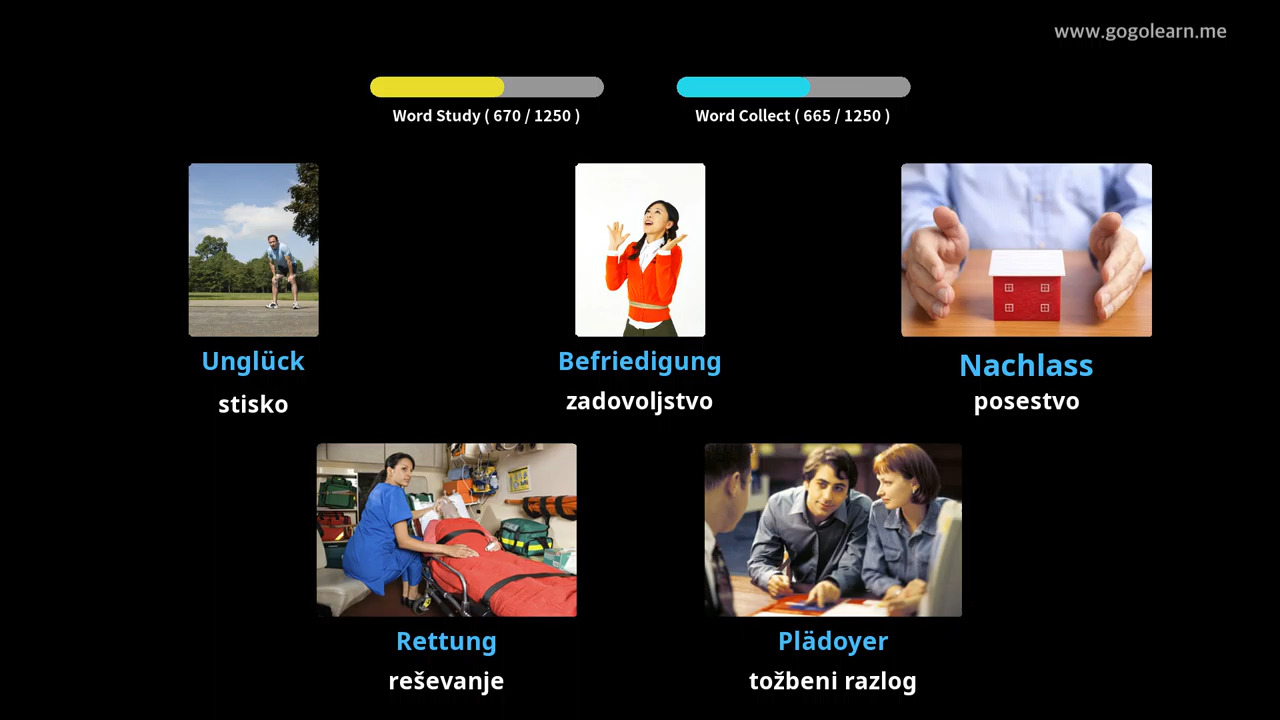 www.gogolearn.me
Word Study ( 670 / 1250 )
Word Collect ( 665 / 1250 )
Unglück
Befriedigung
Nachlass
stisko
zadovoljstvo
posestvo
Rettung
Plädoyer
reševanje
tožbeni razlog